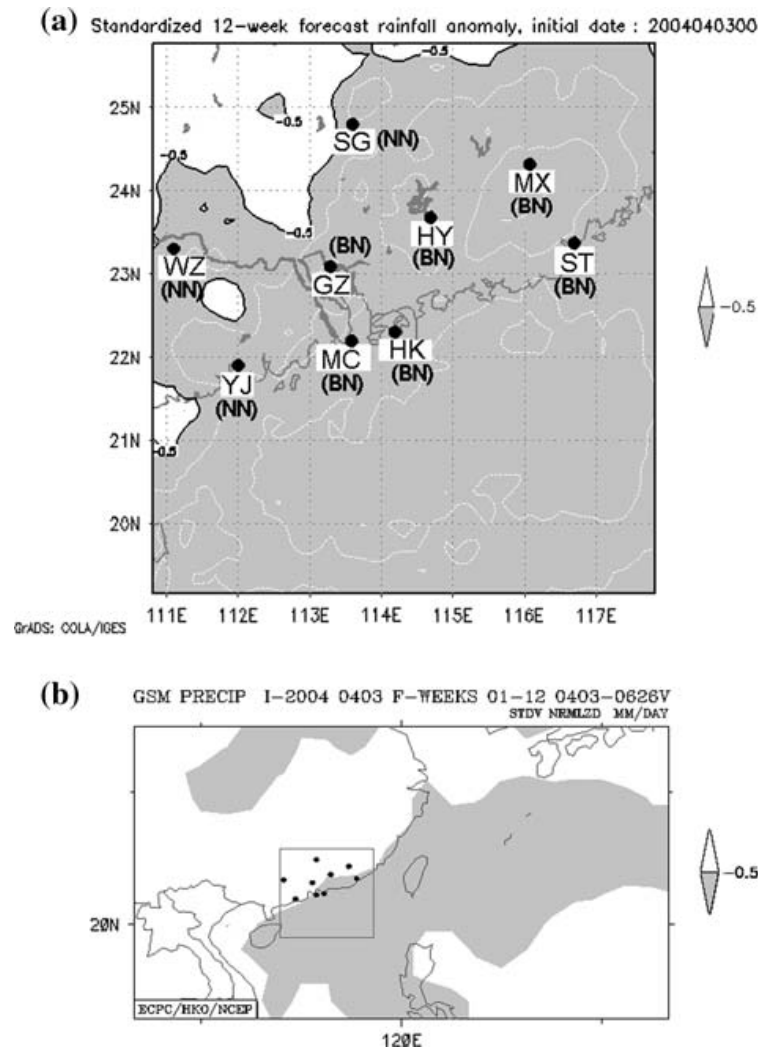 (a) Standardized 12-week forecast rainfall anomaly, initial date : 2004040300
-0.5
-0.5
25N
-0.5
SG (NN)
-0.5
MX
24N
(BN)
-0.5
(BN)
HY
(BN)
ST
23N
WZ
(NN)
GZ
(BN)
-0.5
22N
MC
(BN)
HK
(BN)
YJ
(NN)
-0.5
21N
20N
111E 112E 113E 114E 115E 116E 117E
GrADS: COLA/IGES
(b) GSM PRECIP I-2004 0403 F-WEEKS 01-12 0403-0626V
STDV NRMLZD MM/DAY
-0.5
20N
ECPC/HKO/NCEP
120E